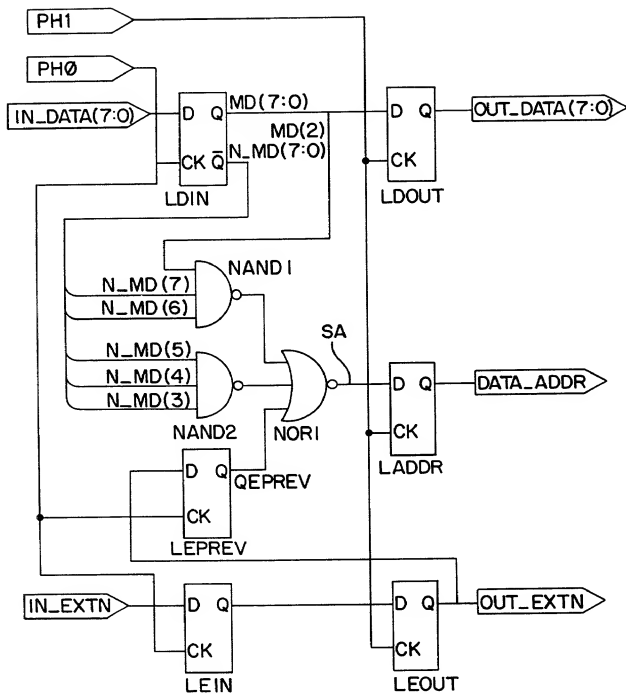 PH1
PHØ
IN_DATA(7:0)
D Q
MD(7:0)
MD(2)
CK Q̅
N_MD(7:0)
LDIN
D Q
CK
LDOUT
OUT_DATA(7:0)
NAND1
N_MD(7)
N_MD(6)
N_MD(5)
N_MD(4)
N_MD(3)
NAND2
NOR1
SA
D Q
CK
LADDR
DATA_ADDR
D Q
QEPREV
CK
LEPREV
IN_EXTN
D Q
CK
LEIN
D Q
CK
LEOUT
OUT_EXTN